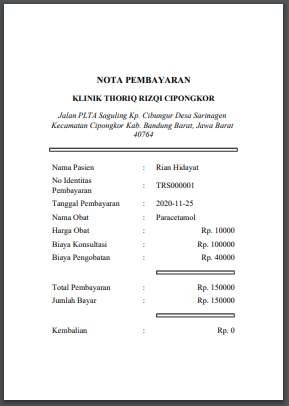 NOTA PEMBAYARAN
KLINIK THORIQ RIZQI CIPONGKOR
Jalan PLTA Saguling Kp. Cibungur Desa Sarinagen
Kecamatan Cipongkor Kab. Bandung Barat, Jawa Barat
40764
Nama Pasien : Rian Hidayat
No Identitas
Pembayaran : TRS000001
Tanggal Pembayaran : 2020-11-25
Nama Obat : Paracetamol
Harga Obat : Rp. 10000
Biaya Konsultasi : Rp. 100000
Biaya Pengobatan : Rp. 40000
Total Pembayaran : Rp. 150000
Jumlah Bayar : Rp. 150000
Kembalian : Rp. 0